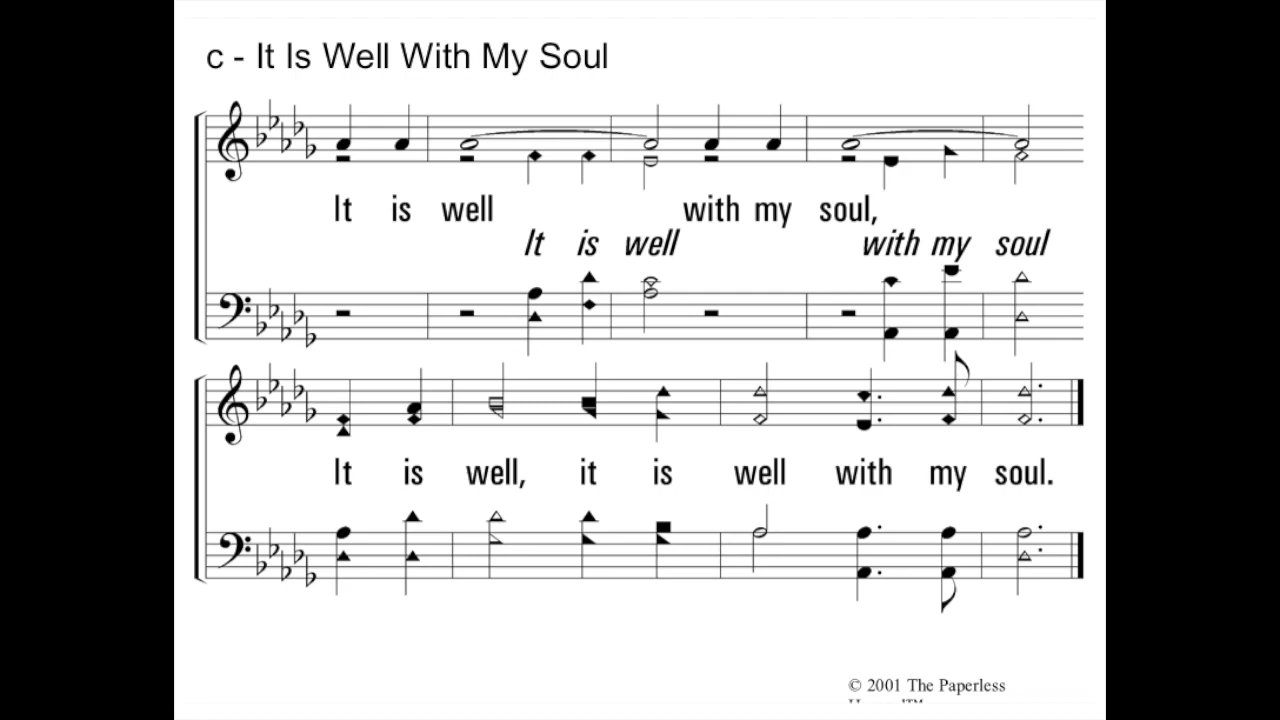 c - It Is Well With My Soul
It is well with my soul,
It is well with my soul
It is well, it is well with my soul.
© 2001 The Paperless